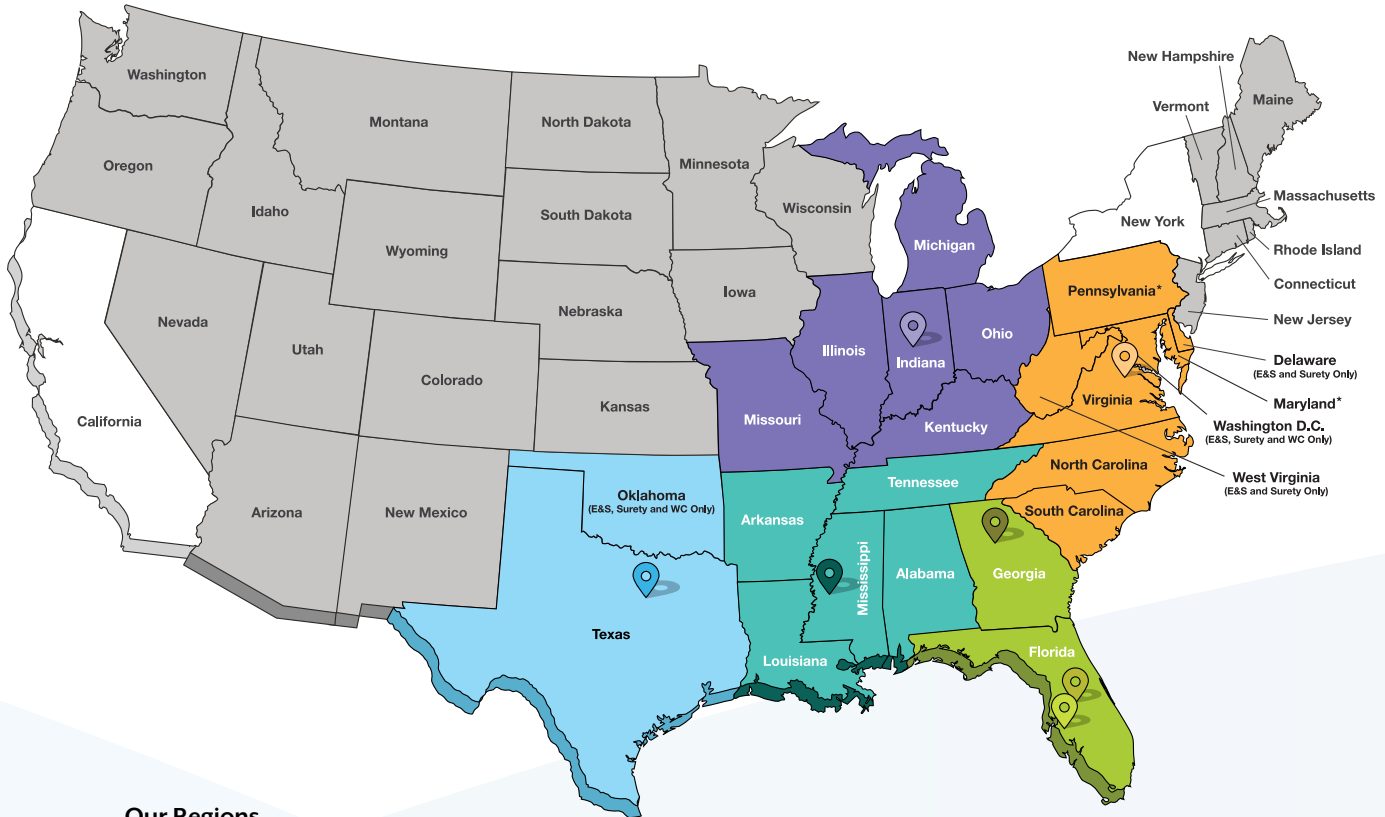 New Hampshire
Vermont
Maine
Washington
Montana
North Dakota
Minnesota
Oregon
Idaho
South Dakota
Wisconsin
Massachusetts
New York
Michigan
Wyoming
Rhode Island
Connecticut
Pennsylvania*
Iowa
Nebraska
New Jersey
Nevada
Ohio
Utah
Illinois
Indiana
Delaware
(E&S and Surety Only)
Colorado
Kansas
Virginia
Maryland*
California
Missouri
Kentucky
Washington D.C.
(E&S, Surety and WC Only)
North Carolina
West Virginia
(E&S and Surety Only)
Tennessee
Oklahoma
(E&S, Surety and WC Only)
Arizona
New Mexico
Arkansas
South Carolina
Mississippi
Alabama
Georgia
Texas
Louisiana
Florida
Our Regions